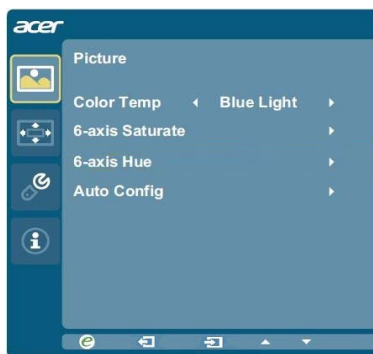 acer
Picture
Color Temp Blue Light
6-axis Saturate
6-axis Hue
Auto Config